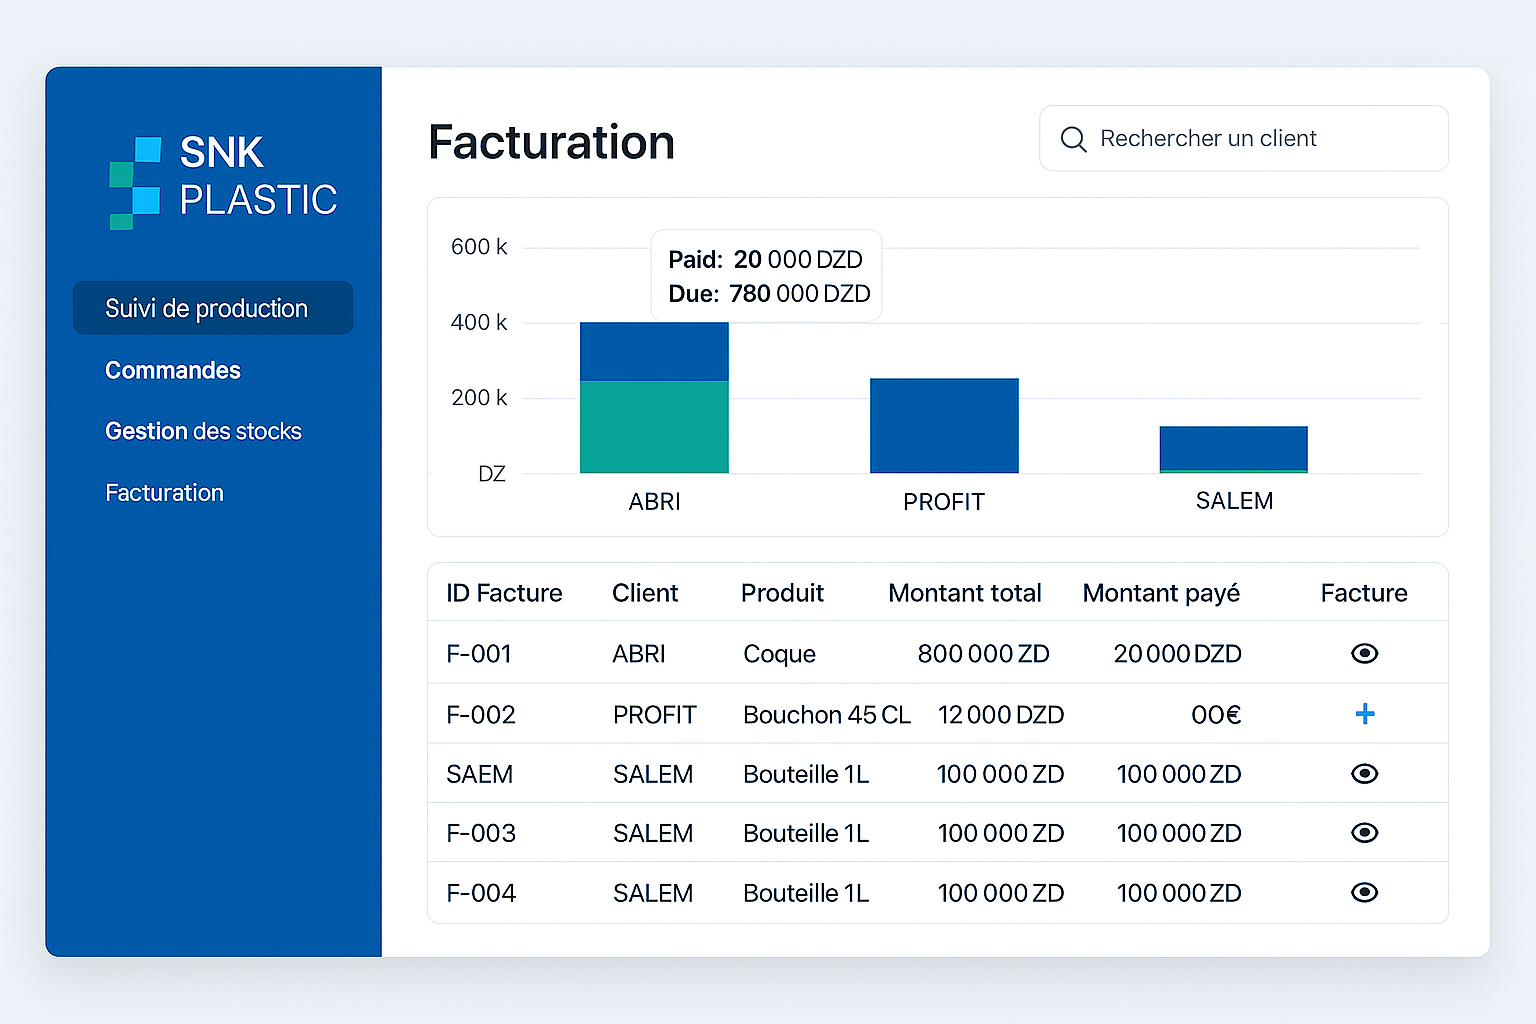 SNK
PLASTIC
Suivi de production
Commandes
Gestion des stocks
Facturation
Facturation
Rechercher un client
600 k
400 k
200 k
DZ
Paid: 20 000 DZD
Due: 780 000 DZD
ABRI PROFIT SALEM
ID Facture Client Produit Montant total Montant payé Facture
F-001 ABRI Coque 800 000 ZD 20 000 DZD
F-002 PROFIT Bouchon 45 CL 12 000 DZD 00€
SAEM SALEM Bouteille 1L 100 000 ZD 100 000 ZD
F-003 SALEM Bouteille 1L 100 000 ZD 100 000 ZD
F-004 SALEM Bouteille 1L 100 000 ZD 100 000 ZD